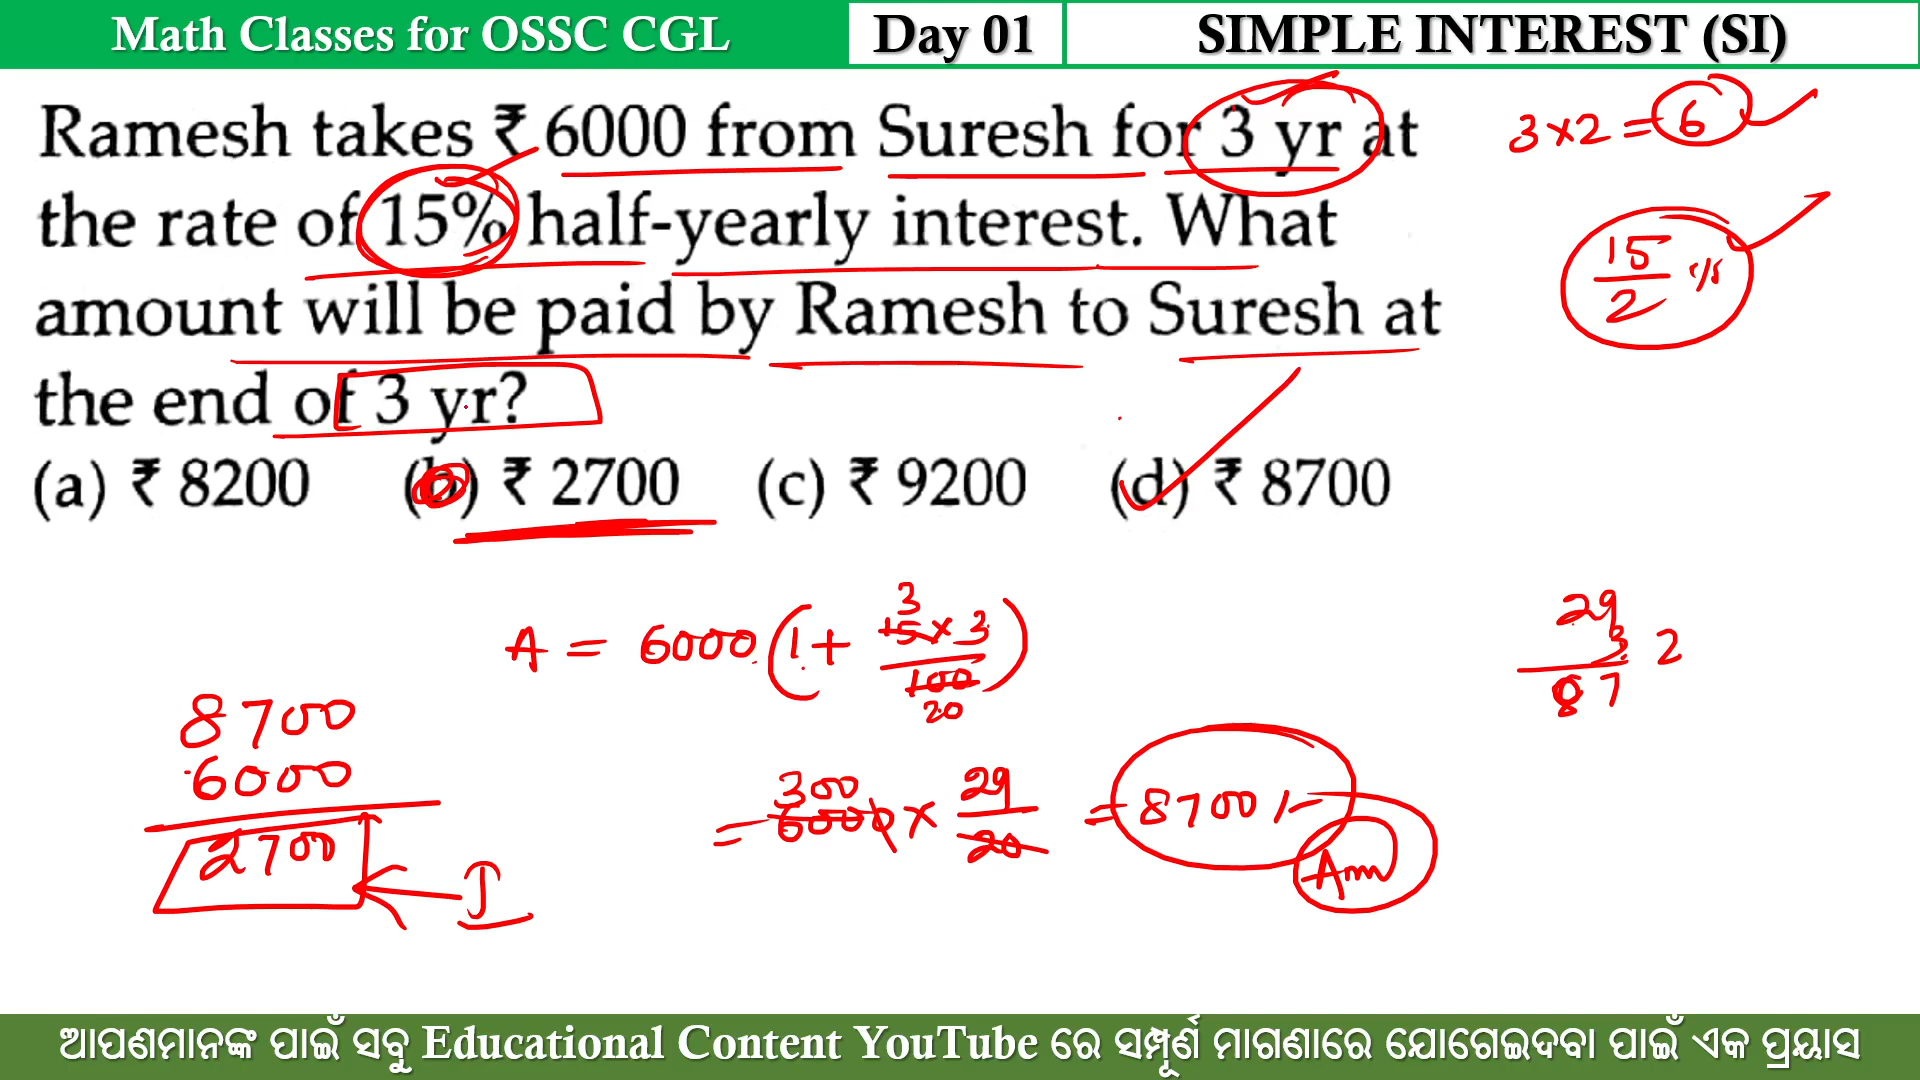 Math Classes for OSSC CGL
Day 01
SIMPLE INTEREST (SI)
Ramesh takes ₹ 6000 from Suresh for 3 yr at
the rate of 15% half-yearly interest. What
amount will be paid by Ramesh to Suresh at
the end of 3 yr?
(a) ₹ 8200 (b) ₹ 2700 (c) ₹ 9200 (d) ₹ 8700
3 × 2 = 6
15/2 %
A = 6000 (1 + 15 × 3 / 100)
3
20
= 6000 × 29/20 = 8700/-
300
Ans
8700
6000
2700
I
29
3 2
87
ଆପଣମାନଙ୍କ ପାଇଁ ସବୁ Educational Content YouTube ରେ ସମ୍ପୂର୍ଣ ମାଗଣାରେ ଯୋଗେଇଦବା ପାଇଁ ଏକ ପ୍ରୟାସ